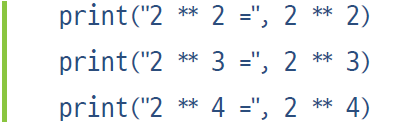 print("2 ** 2 =", 2 ** 2)
print("2 ** 3 =", 2 ** 3)
print("2 ** 4 =", 2 ** 4)